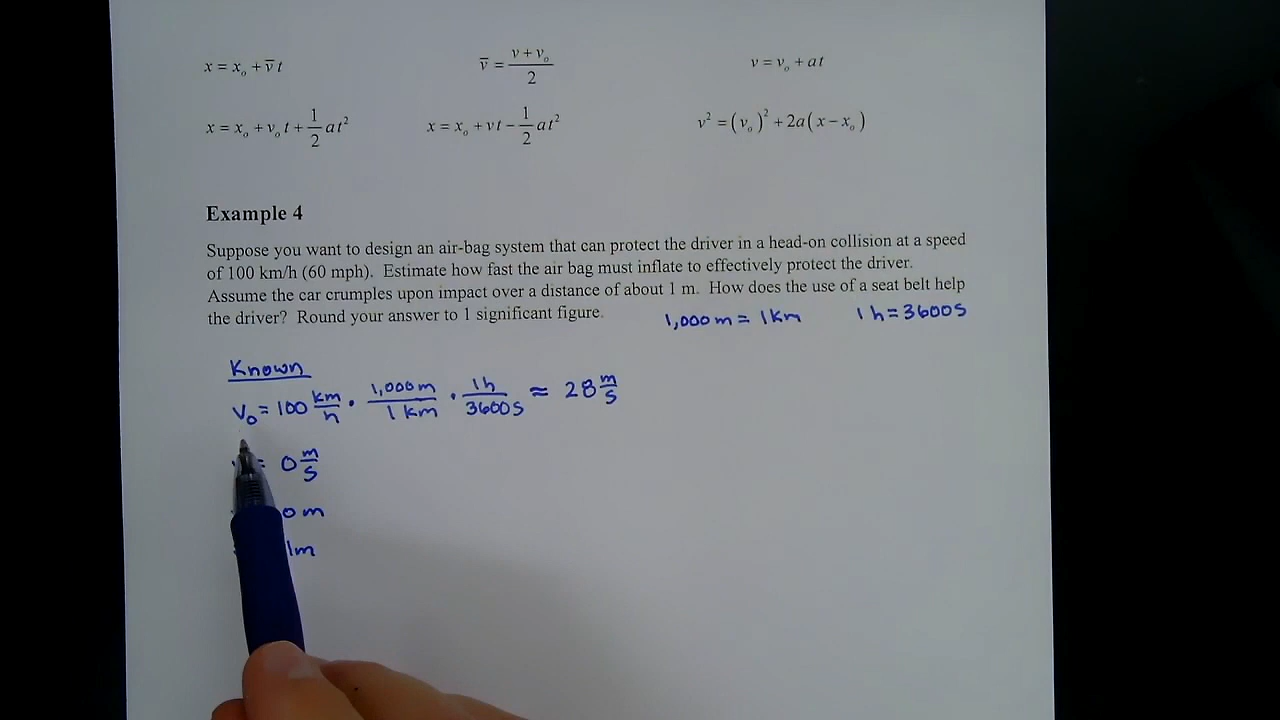 x = x₀ + v̄t
v̄ = (v + v₀)/2
v = v₀ + at
x = x₀ + v₀t + 1/2 at²
x = x₀ + vt − 1/2 at²
v² = (v₀)² + 2a(x − x₀)
Example 4
Suppose you want to design an air-bag system that can protect the driver in a head-on collision at a speed
of 100 km/h (60 mph). Estimate how fast the air bag must inflate to effectively protect the driver.
Assume the car crumples upon impact over a distance of about 1 m. How does the use of a seat belt help
the driver? Round your answer to 1 significant figure.
1,000 m = 1 km
1 h = 3600 s
Known
v₀ = 100 km/h · 1,000 m/1 km · 1h/3600s ≈ 28 m/s
= 0 m/s
0 m
1m